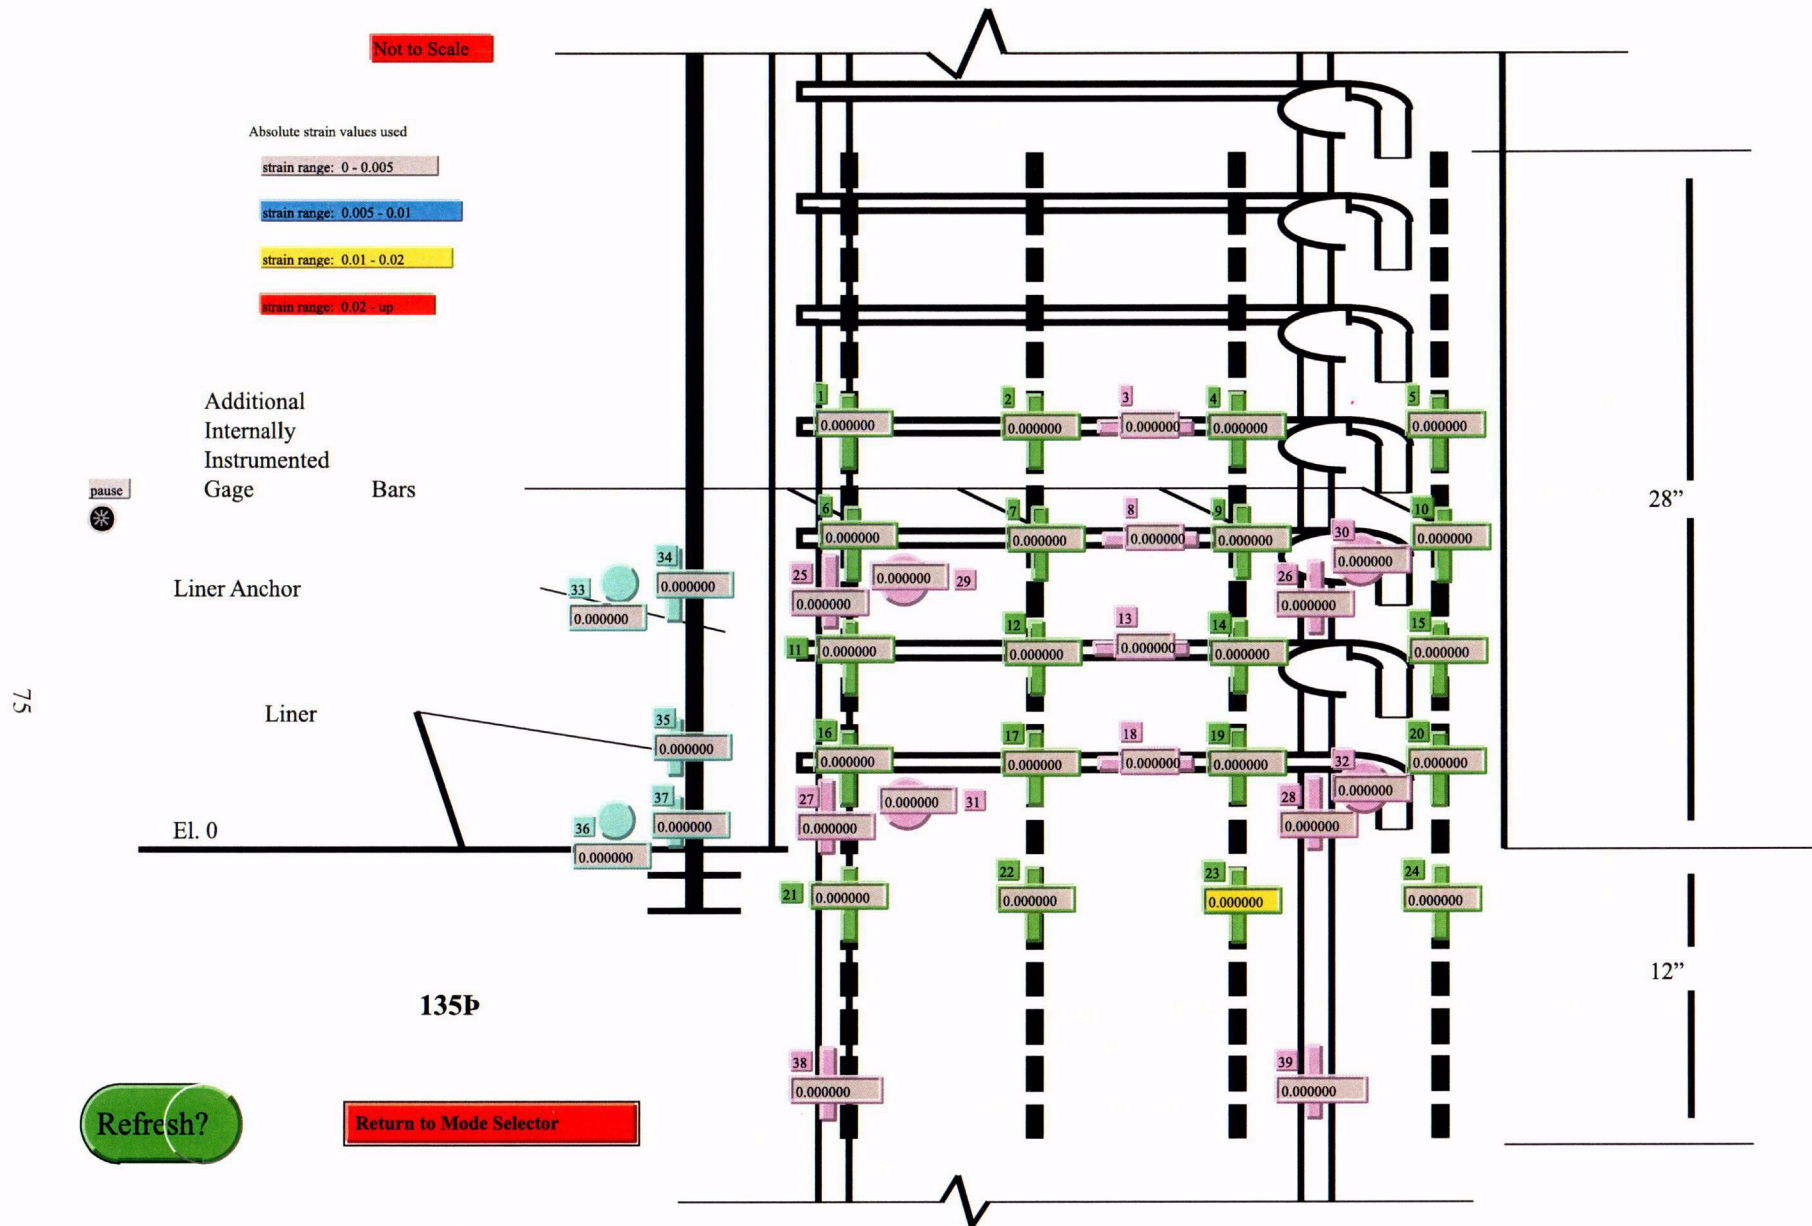 Not to Scale
Absolute strain values used
strain range: 0 - 0.005
strain range: 0.005 - 0.01
strain range: 0.01 - 0.02
strain range: 0.02 - up
Additional
Internally
Instrumented
Gage Bars
pause
Liner Anchor
Liner
El. 0
135Þ
Refresh?
Return to Mode Selector
75
1 2 3 4 5
0.000000 0.000000 0.000000 0.000000 0.000000
28”
6 7 8 9 10
0.000000 0.000000 0.000000 0.000000 0.000000
30
0.000000
34
0.000000
33
0.000000
25
0.000000
0.000000 29
26
0.000000
12 13 14 15
11 0.000000 0.000000 0.000000 0.000000 0.000000
35
0.000000
16 17 18 19 20
0.000000 0.000000 0.000000 0.000000 0.000000
32
0.000000
37
0.000000
36
0.000000
27
0.000000
0.000000 31
28
0.000000
22 23 24
21 0.000000 0.000000 0.000000 0.000000
12”
38 39
0.000000 0.000000